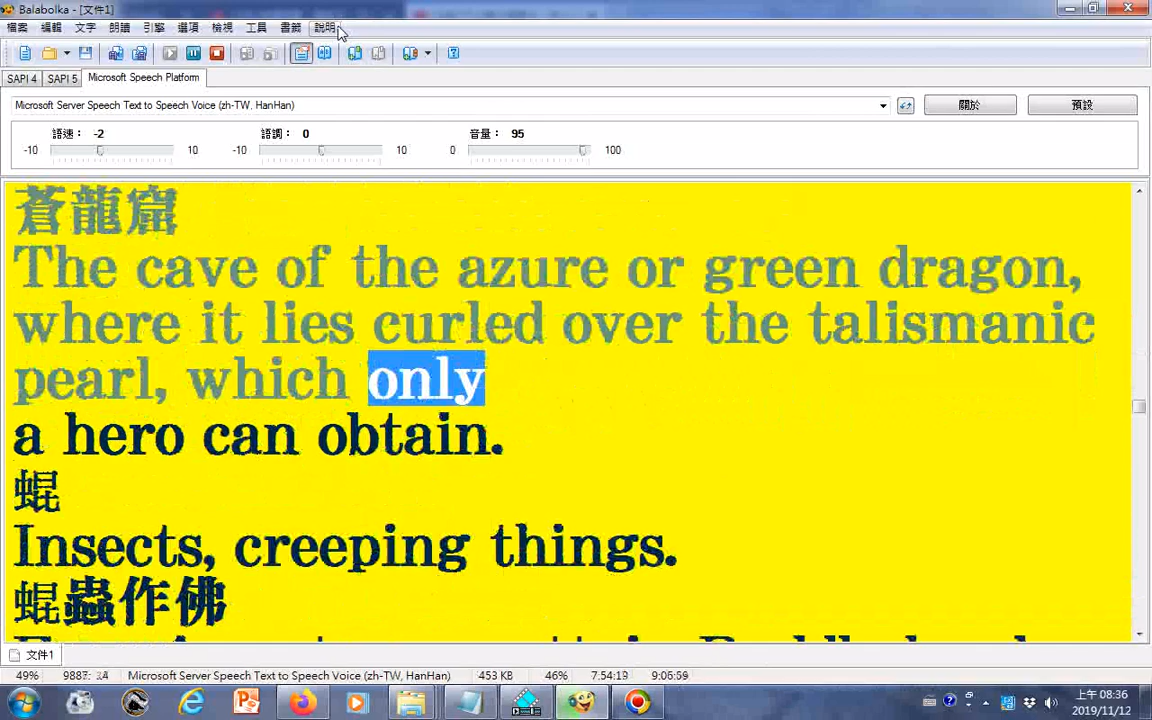 Balabolka - [文件1]
檔案 編輯 文字 朗讀 引擎 選項 檢視 工具 書籤 說明
SAPI 4 SAPI 5 Microsoft Speech Platform
Microsoft Server Speech Text to Speech Voice (zh-TW, HanHan) 關於 預設
語速： -2 語調： 0 音量： 95
-10 10 -10 10 0 100
蒼龍窟
The cave of the azure or green dragon,
where it lies curled over the talismanic
pearl, which only
a hero can obtain.
蜫
Insects, creeping things.
蜫蟲作佛
文件1
49% Microsoft Server Speech Text to Speech Voice (zh-TW, HanHan) 453 KB 46% 7:54:19 9:06:59
上午 08:36
2019/11/12